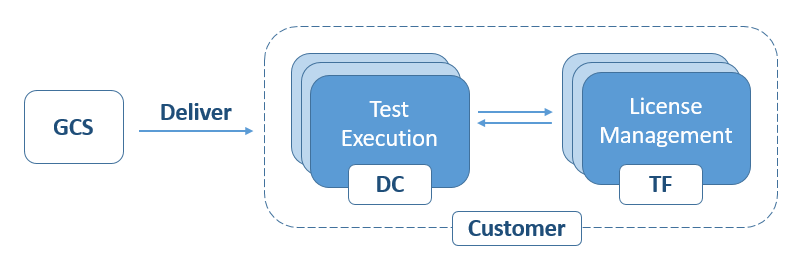 GCS
Deliver
Test
Execution
DC
License
Management
TF
Customer